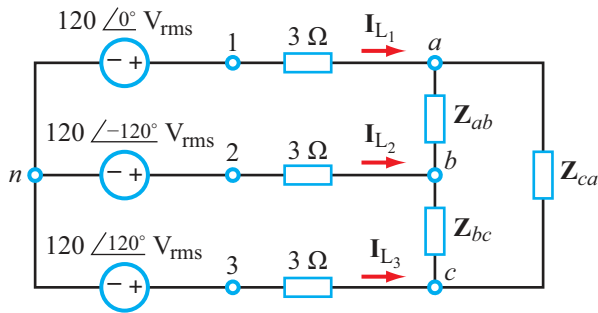 120 /0° V_rms
1
3 Ω
I_L₁
a
− +
Z_ab
120 /−120° V_rms
2
3 Ω
I_L₂
b
n
− +
Z_ca
Z_bc
120 /120° V_rms
3
3 Ω
I_L₃
c
− +